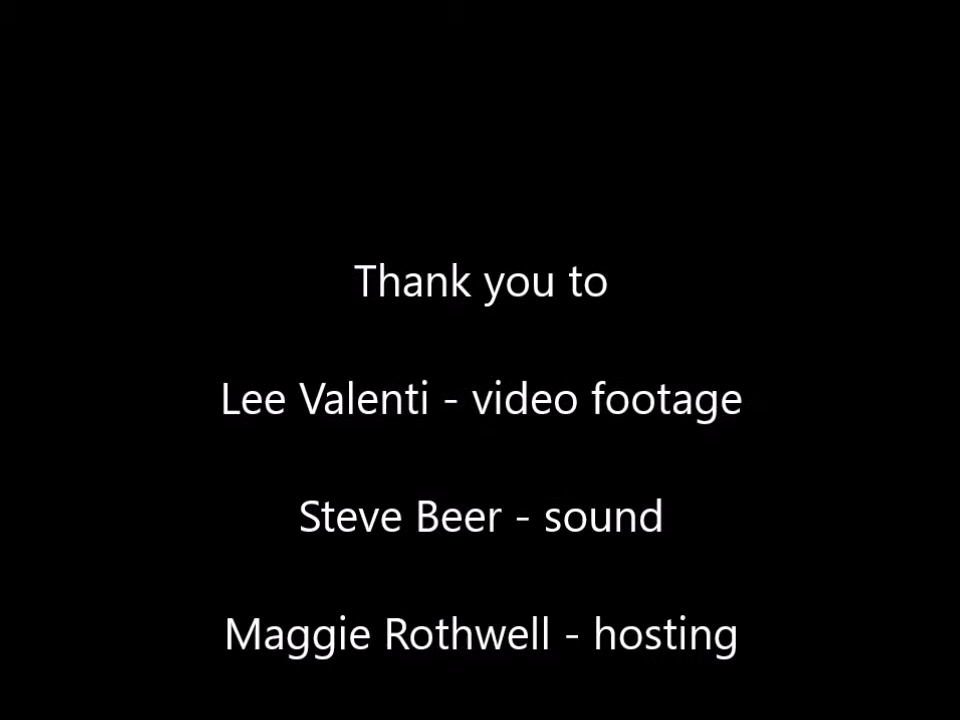 Thank you to
Lee Valenti - video footage
Steve Beer - sound
Maggie Rothwell - hosting